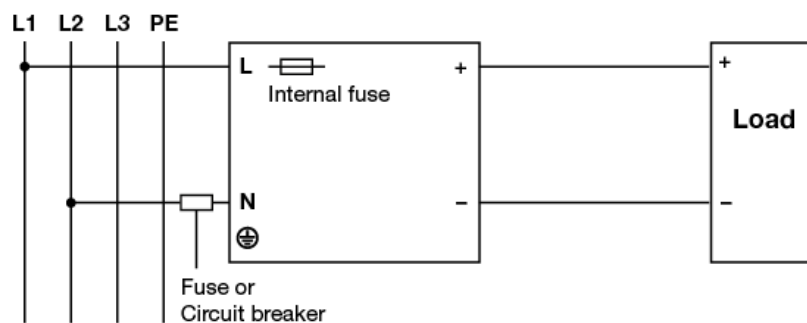 L1 L2 L3 PE
L + +
Internal fuse
Load
N - -
Fuse or
Circuit breaker